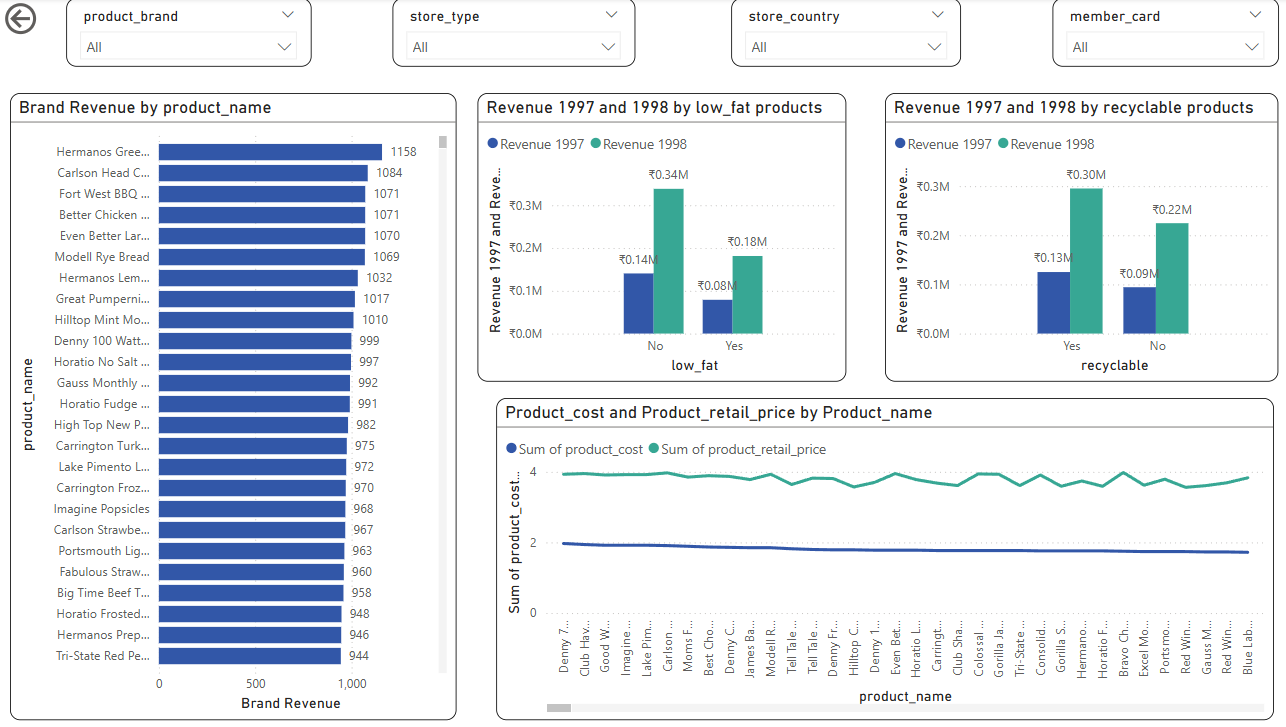 product_brand
All
store_type
All
store_country
All
member_card
All
Brand Revenue by product_name
product_name
Hermanos Gree... 1158
Carlson Head C... 1084
Fort West BBQ ... 1071
Better Chicken ... 1071
Even Better Lar... 1070
Modell Rye Bread 1069
Hermanos Lem... 1032
Great Pumperni... 1017
Hilltop Mint Mo... 1010
Denny 100 Watt... 999
Horatio No Salt ... 997
Gauss Monthly ... 992
Horatio Fudge ... 991
High Top New P... 982
Carrington Turk... 975
Lake Pimento L... 972
Carrington Froz... 970
Imagine Popsicles 968
Carlson Strawbe... 967
Portsmouth Lig... 963
Fabulous Straw... 960
Big Time Beef T... 958
Horatio Frosted... 948
Hermanos Prep... 946
Tri-State Red Pe... 944
0 500 1,000
Brand Revenue
Revenue 1997 and 1998 by low_fat products
Revenue 1997 Revenue 1998
Revenue 1997 and Reve...
₹0.3M
₹0.2M
₹0.1M
₹0.0M
₹0.14M
₹0.34M
₹0.08M
₹0.18M
No Yes
low_fat
Revenue 1997 and 1998 by recyclable products
Revenue 1997 Revenue 1998
Revenue 1997 and Reve...
₹0.3M
₹0.2M
₹0.1M
₹0.0M
₹0.13M
₹0.30M
₹0.09M
₹0.22M
Yes No
recyclable
Product_cost and Product_retail_price by Product_name
Sum of product_cost Sum of product_retail_price
Sum of product_cost...
4
2
0
Denny 7...
Club Hav...
Good W...
Imagine ...
Lake Pim...
Carlson ...
Moms F...
Best Cho...
Denny C...
James Ba...
Modell R...
Tell Tale ...
Tell Tale ...
Denny Fr...
Hilltop C...
Denny 1...
Even Bet...
Horatio L...
Carringt...
Club Sha...
Colossal ...
Gorilla Ja...
Tri-State ...
Consolid...
Gorilla S...
Hermano...
Horatio F...
Bravo Ch...
Excel Mo...
Portsmo...
Red Win...
Gauss M...
Red Win...
Blue Lab...
product_name